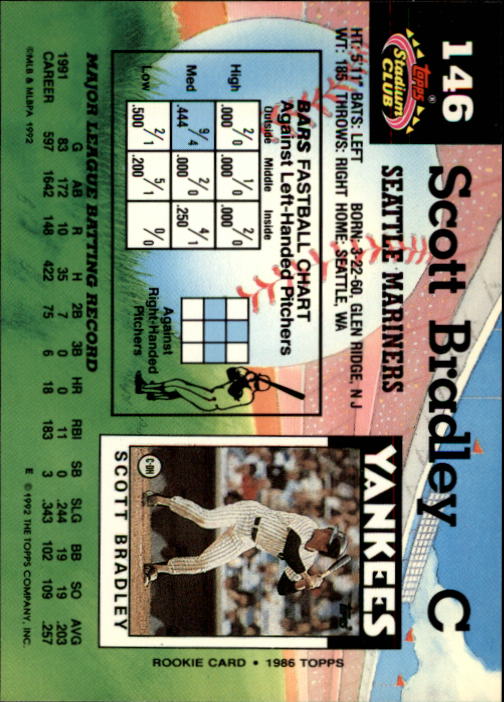 146
Topps®
Stadium
CLUB
Scott Bradley C
SEATTLE MARINERS
HT: 5'11" BATS: LEFT BORN: 3-22-60, GLEN RIDGE, N J
WT: 185 THROWS: RIGHT HOME: SEATTLE, WA
BARS FASTBALL CHART
Against Left-Handed Pitchers
Outside Middle Inside
High 2/0 1/0 2/0
.000 .000 .000
Med 9/4 2/0 4/1
.444 .000 .250
Low 2/1 5/1 0/0
.500 .200
Against
Right-Handed
Pitchers
YANKEES
Topps
C-DH
SCOTT BRADLEY
ROOKIE CARD • 1986 TOPPS
MAJOR LEAGUE BATTING RECORD
G AB R H 2B 3B HR RBI SB SLG BB SO AVG
1991 83 172 10 35 7 0 0 11 0 .244 19 19 .203
CAREER 597 1642 148 422 75 6 18 183 3 .343 102 109 .257
©MLB & MLBPA 1992
E © 1992 THE TOPPS COMPANY, INC.